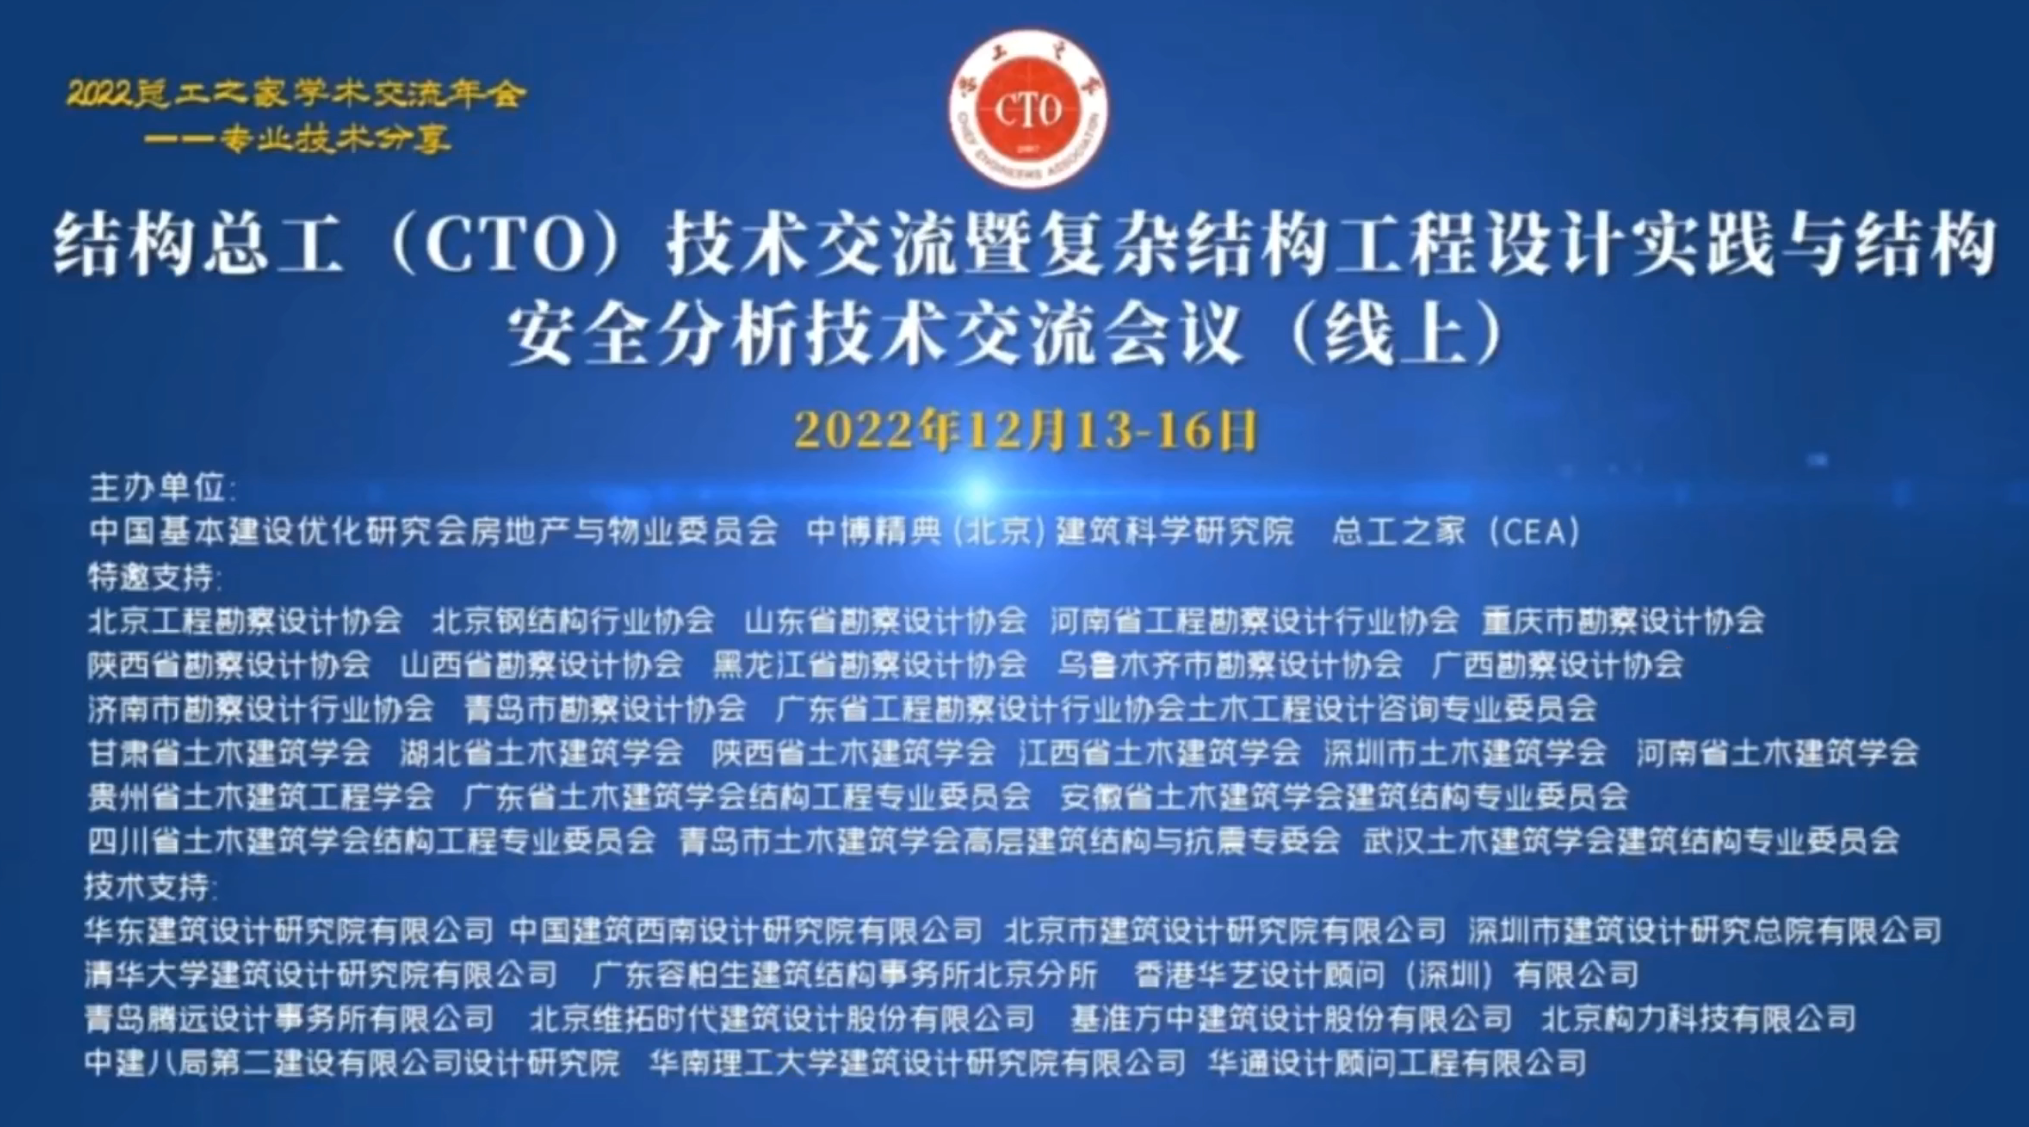 2022总工之家学术交流年会
——专业技术分享
总工之家
CTO
CHIEF ENGINEERS ASSOCIATION
结构总工（CTO）技术交流暨复杂结构工程设计实践与结构
安全分析技术交流会议（线上）
2022年12月13-16日
主办单位:
中国基本建设优化研究会房地产与物业委员会 中博精典(北京)建筑科学研究院 总工之家（CEA）
特邀支持:
北京工程勘察设计协会 北京钢结构行业协会 山东省勘察设计协会 河南省工程勘察设计行业协会 重庆市勘察设计协会
陕西省勘察设计协会 山西省勘察设计协会 黑龙江省勘察设计协会 乌鲁木齐市勘察设计协会 广西勘察设计协会
济南市勘察设计行业协会 青岛市勘察设计协会 广东省工程勘察设计行业协会土木工程设计咨询专业委员会
甘肃省土木建筑学会 湖北省土木建筑学会 陕西省土木建筑学会 江西省土木建筑学会 深圳市土木建筑学会 河南省土木建筑学会
贵州省土木建筑工程学会 广东省土木建筑学会结构工程专业委员会 安徽省土木建筑学会建筑结构专业委员会
四川省土木建筑学会结构工程专业委员会 青岛市土木建筑学会高层建筑结构与抗震专委会 武汉土木建筑学会建筑结构专业委员会
技术支持:
华东建筑设计研究院有限公司 中国建筑西南设计研究院有限公司 北京市建筑设计研究院有限公司 深圳市建筑设计研究总院有限公司
清华大学建筑设计研究院有限公司 广东容柏生建筑结构事务所北京分所 香港华艺设计顾问（深圳）有限公司
青岛腾远设计事务所有限公司 北京维拓时代建筑设计股份有限公司 基准方中建筑设计股份有限公司 北京构力科技有限公司
中建八局第二建设有限公司设计研究院 华南理工大学建筑设计研究院有限公司 华通设计顾问工程有限公司